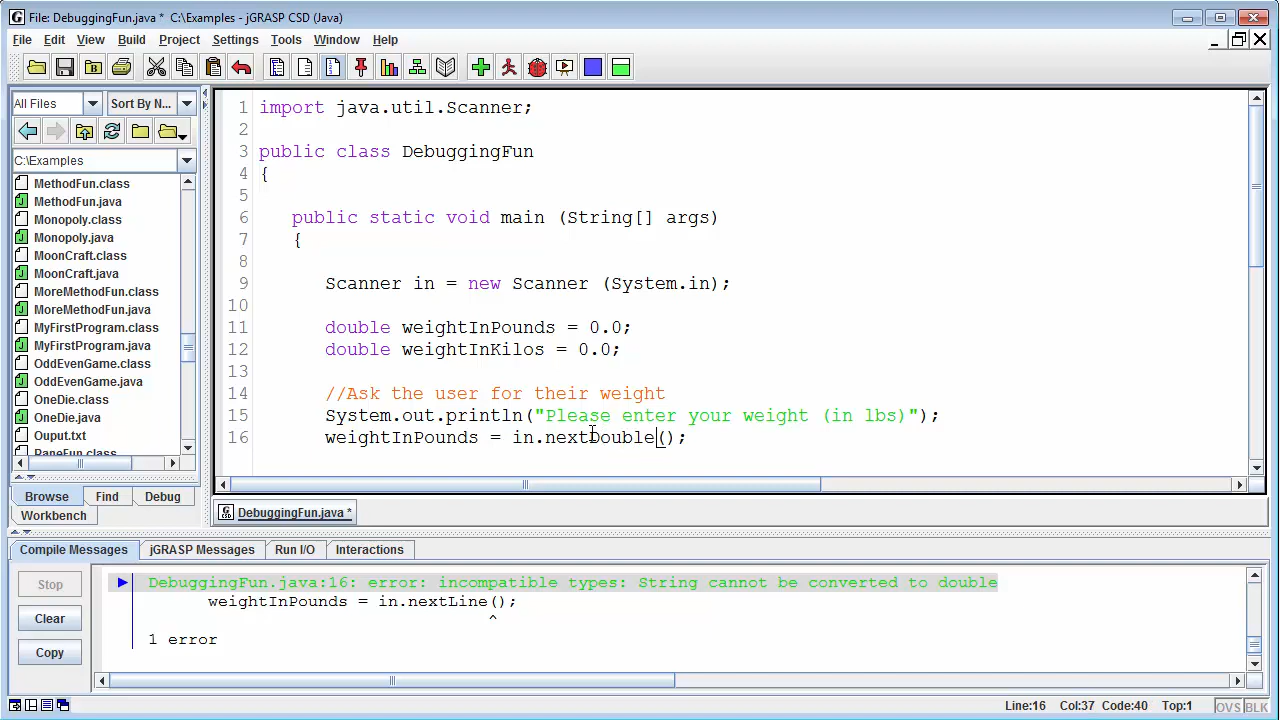 File: DebuggingFun.java * C:\Examples - jGRASP CSD (Java)
File Edit View Build Project Settings Tools Window Help
All Files Sort By N...
C:\Examples
MethodFun.class
MethodFun.java
Monopoly.class
Monopoly.java
MoonCraft.class
MoonCraft.java
MoreMethodFun.class
MoreMethodFun.java
MyFirstProgram.class
MyFirstProgram.java
OddEvenGame.class
OddEvenGame.java
OneDie.class
OneDie.java
Ouput.txt
PaneFun.class
Browse Find Debug
Workbench
1 import java.util.Scanner;
2
3 public class DebuggingFun
4 {
5
6 public static void main (String[] args)
7 {
8
9 Scanner in = new Scanner (System.in);
10
11 double weightInPounds = 0.0;
12 double weightInKilos = 0.0;
13
14 //Ask the user for their weight
15 System.out.println("Please enter your weight (in lbs)");
16 weightInPounds = in.nextDouble();
DebuggingFun.java *
Compile Messages jGRASP Messages Run I/O Interactions
Stop
Clear
Copy
DebuggingFun.java:16: error: incompatible types: String cannot be converted to double
weightInPounds = in.nextLine();
^
1 error
Line:16 Col:37 Code:40 Top:1 OVS BLK